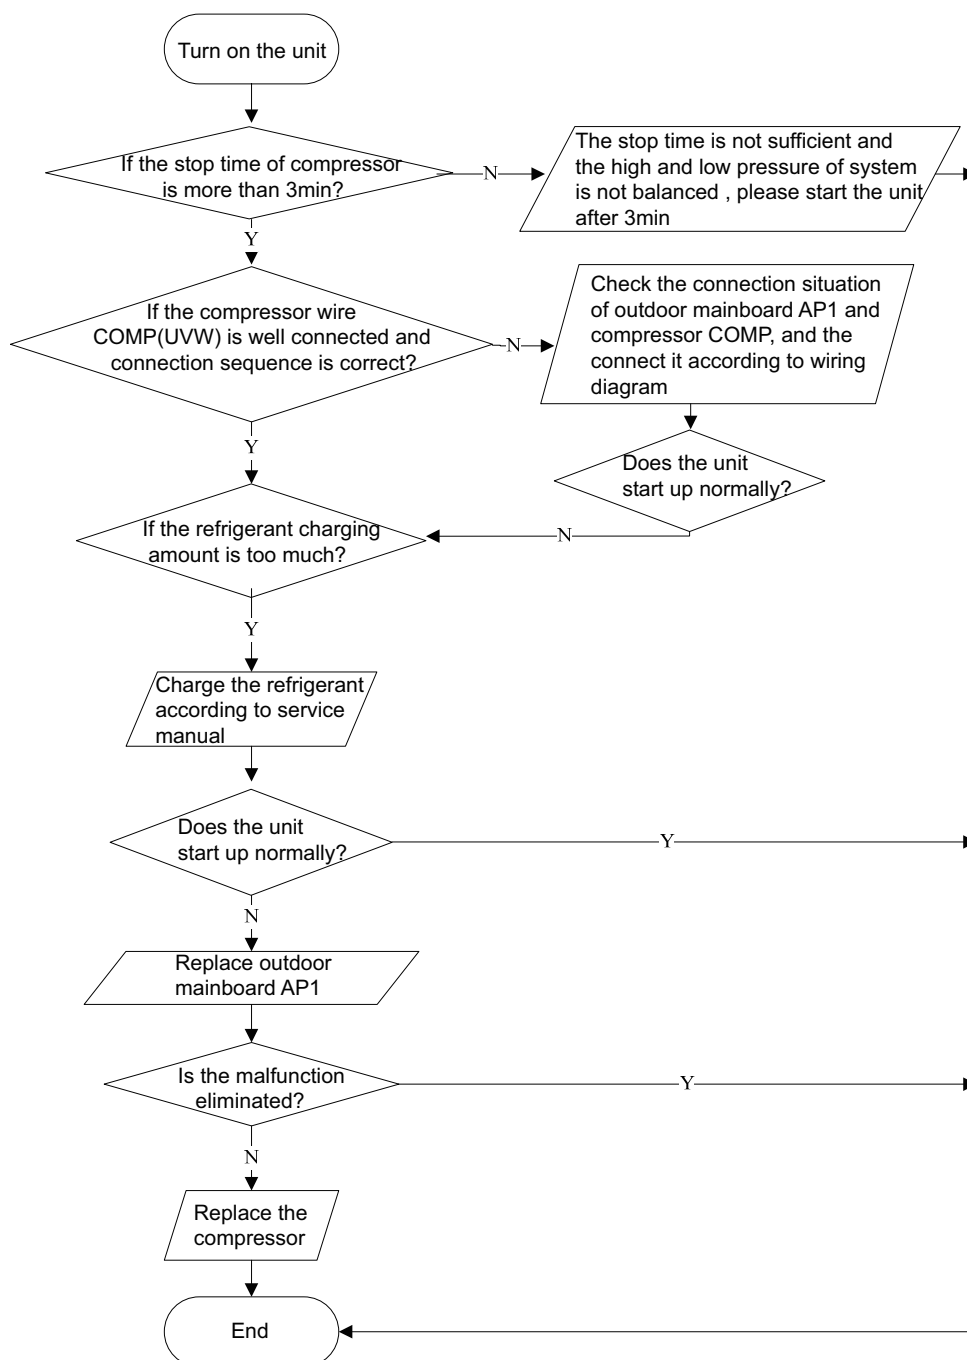 Turn on the unit
If the stop time of compressor
is more than 3min?
N
The stop time is not sufficient and
the high and low pressure of system
is not balanced , please start the unit
after 3min
Y
If the compressor wire
COMP(UVW) is well connected and
connection sequence is correct?
N
Check the connection situation
of outdoor mainboard AP1 and
compressor COMP, and the
connect it according to wiring
diagram
Y
Does the unit
start up normally?
If the refrigerant charging
amount is too much?
N
Y
Charge the refrigerant
according to service
manual
Does the unit
start up normally?
Y
N
Replace outdoor
mainboard AP1
Is the malfunction
eliminated?
Y
N
Replace the
compressor
End